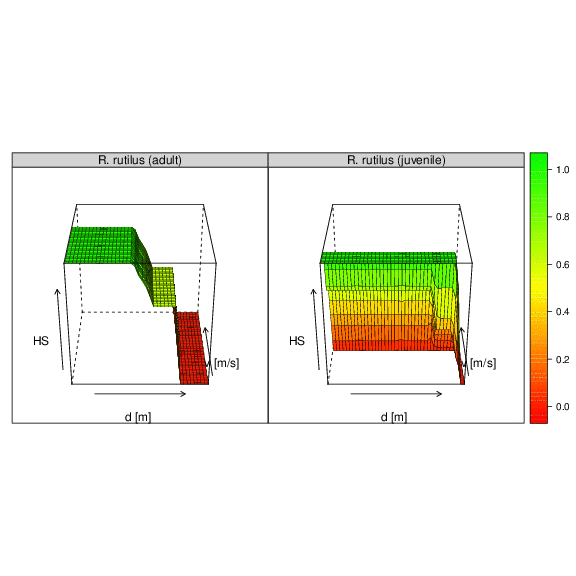 R. rutilus (adult)
R. rutilus (juvenile)
HS
[m/s]
d [m]
HS
[m/s]
d [m]
1.0
0.8
0.6
0.4
0.2
0.0